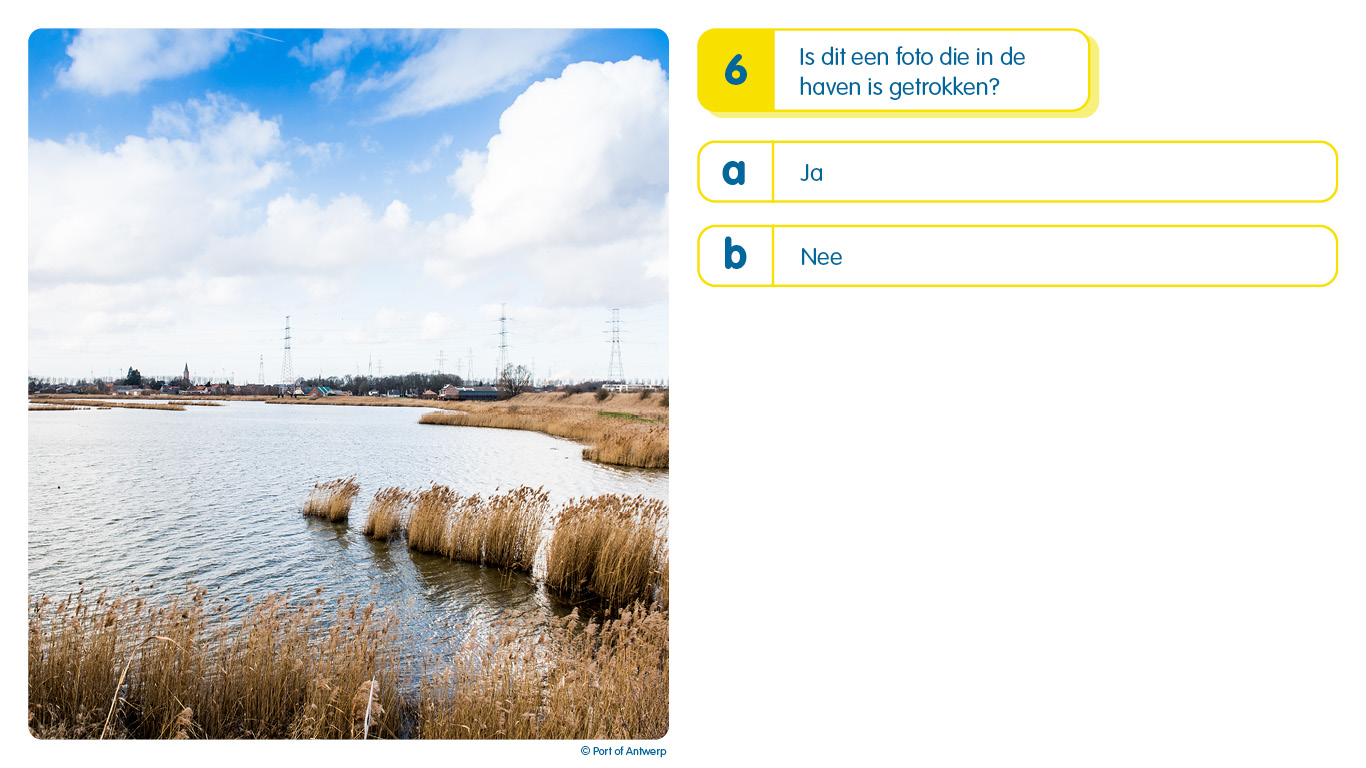 6
Is dit een foto die in de
haven is getrokken?
a
Ja
b
Nee
© Port of Antwerp